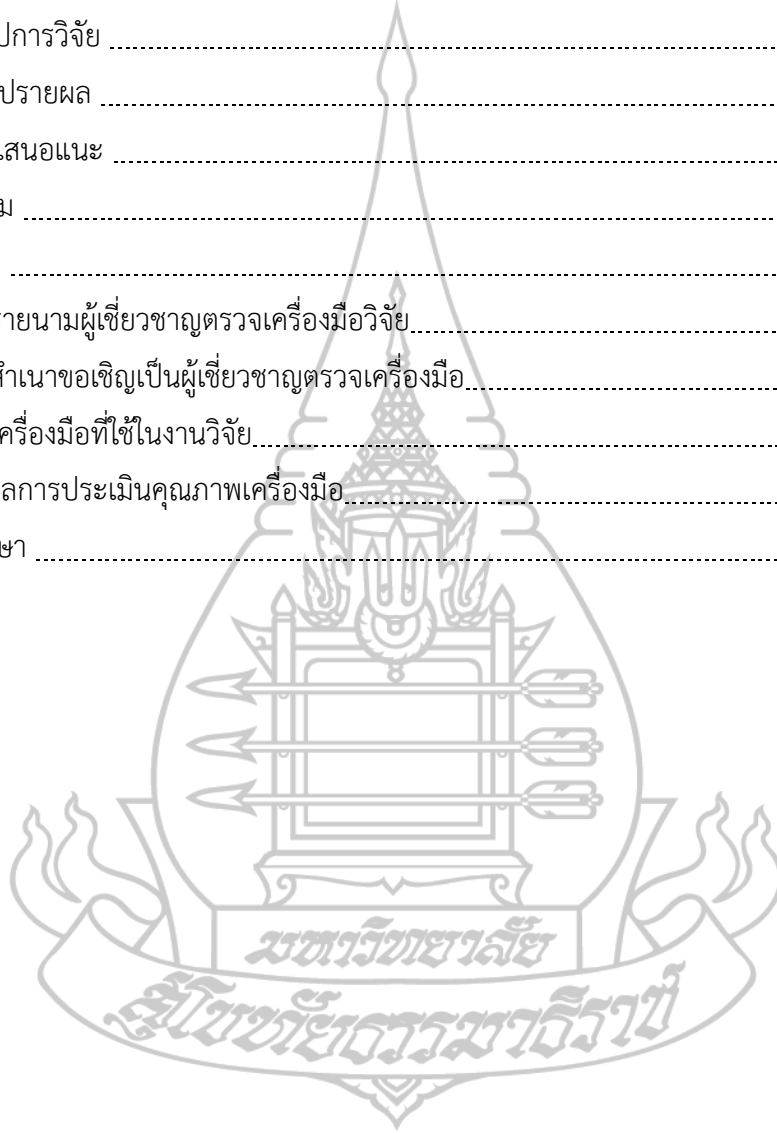 ปการวิจัย
ปรายผล
เสนอแนะ
ม
รายนามผู้เชี่ยวชาญตรวจเครื่องมือวิจัย
สำเนาขอเชิญเป็นผู้เชี่ยวชาญตรวจเครื่องมือ
ครื่องมือที่ใช้ในงานวิจัย
ลการประเมินคุณภาพเครื่องมือ
ษา
มหาวิทยาลัย
สุโขทัยธรรมาธิราช